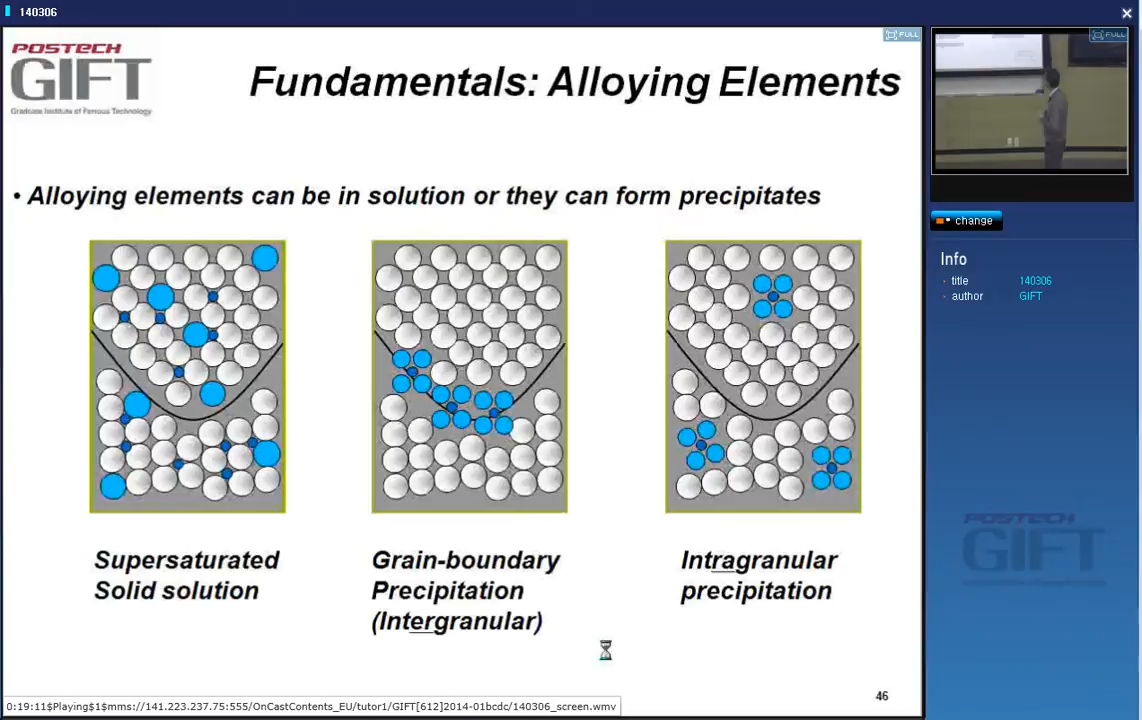 140306
FULL
FULL
POSTECH
GIFT
Graduate Institute of Ferrous Technology
Fundamentals: Alloying Elements
• Alloying elements can be in solution or they can form precipitates
change
Info
title 140306
author GIFT
POSTECH
GIFT
Supersaturated
Solid solution
Grain-boundary
Precipitation
(Intergranular)
Intragranular
precipitation
46
0:19:11$Playing$1$mms://141.223.237.75:555/OnCastContents_EU/tutor1/GIFT[612]2014-01bcdc/140306_screen.wmv